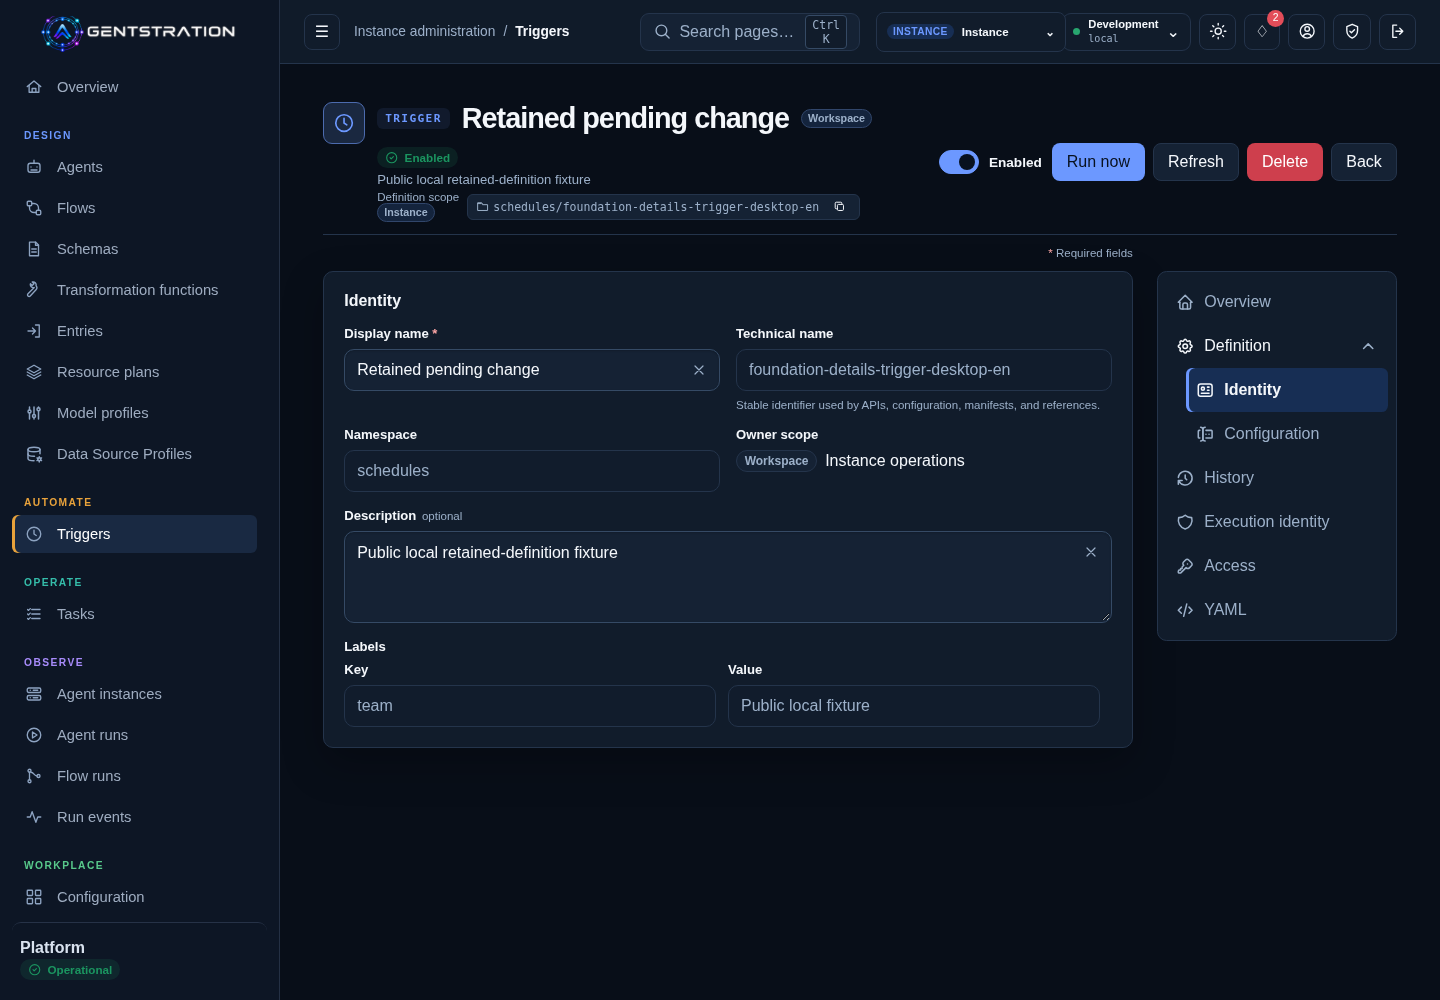 GENTSTRATION
☰
Instance administration / Triggers
Search pages…
Ctrl K
INSTANCE Instance
Development
local
2
Overview
DESIGN
Agents
Flows
Schemas
Transformation functions
Entries
Resource plans
Model profiles
Data Source Profiles
AUTOMATE
Triggers
OPERATE
Tasks
OBSERVE
Agent instances
Agent runs
Flow runs
Run events
WORKPLACE
Configuration
Platform
Operational
TRIGGER Retained pending change Workspace
Enabled
Public local retained-definition fixture
Definition scope
Instance
schedules/foundation-details-trigger-desktop-en
Enabled
Run now
Refresh
Delete
Back
* Required fields
Identity
Display name *
Retained pending change
Technical name
foundation-details-trigger-desktop-en
Stable identifier used by APIs, configuration, manifests, and references.
Namespace
schedules
Owner scope
Workspace Instance operations
Description optional
Public local retained-definition fixture
Labels
Key
team
Value
Public local fixture
Overview
Definition
Identity
Configuration
History
Execution identity
Access
YAML